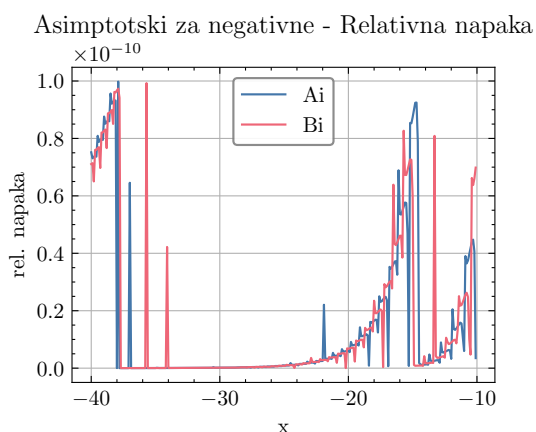 Asimptotski za negativne - Relativna napaka
×10⁻¹⁰
1.0
0.8
0.6
0.4
0.2
0.0
rel. napaka
Ai
Bi
−40 −30 −20 −10
x